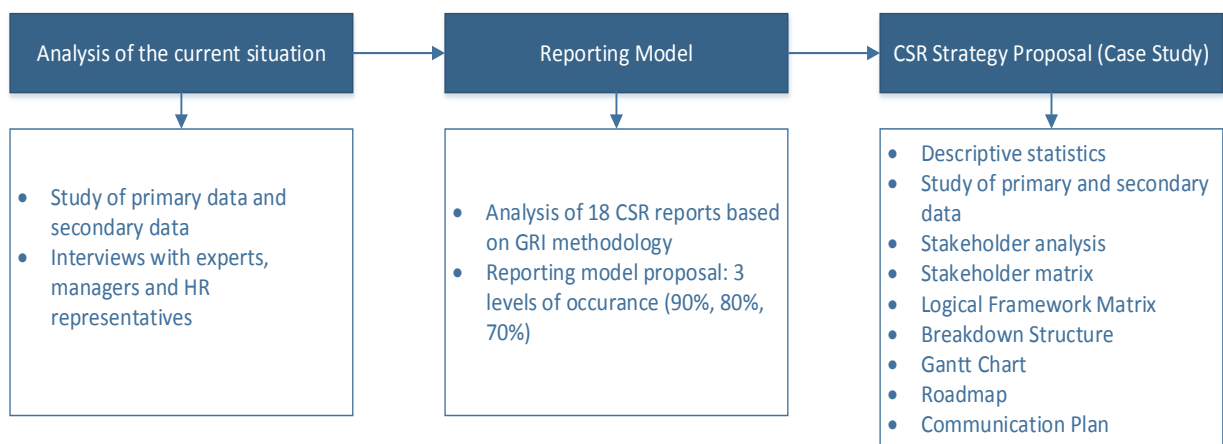 Analysis of the current situation
Reporting Model
CSR Strategy Proposal (Case Study)
• Study of primary data and
secondary data
• Interviews with experts,
managers and HR
representatives
• Analysis of 18 CSR reports based
on GRI methodology
• Reporting model proposal: 3
levels of occurance (90%, 80%,
70%)
• Descriptive statistics
• Study of primary and secondary
data
• Stakeholder analysis
• Stakeholder matrix
• Logical Framework Matrix
• Breakdown Structure
• Gantt Chart
• Roadmap
• Communication Plan